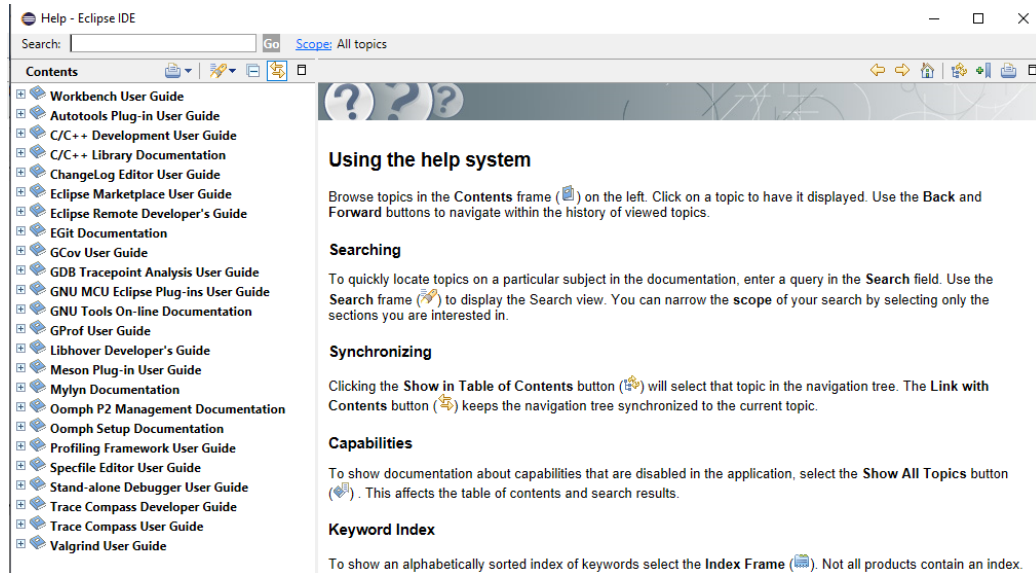 Help - Eclipse IDE
Search:
Go
Scope: All topics
Contents
Workbench User Guide
Autotools Plug-in User Guide
C/C++ Development User Guide
C/C++ Library Documentation
ChangeLog Editor User Guide
Eclipse Marketplace User Guide
Eclipse Remote Developer's Guide
EGit Documentation
GCov User Guide
GDB Tracepoint Analysis User Guide
GNU MCU Eclipse Plug-ins User Guide
GNU Tools On-line Documentation
GProf User Guide
Libhover Developer's Guide
Meson Plug-in User Guide
Mylyn Documentation
Oomph P2 Management Documentation
Oomph Setup Documentation
Profiling Framework User Guide
Specfile Editor User Guide
Stand-alone Debugger User Guide
Trace Compass Developer Guide
Trace Compass User Guide
Valgrind User Guide
? ? ?
Using the help system
Browse topics in the Contents frame ( ) on the left. Click on a topic to have it displayed. Use the Back and
Forward buttons to navigate within the history of viewed topics.
Searching
To quickly locate topics on a particular subject in the documentation, enter a query in the Search field. Use the
Search frame ( ) to display the Search view. You can narrow the scope of your search by selecting only the
sections you are interested in.
Synchronizing
Clicking the Show in Table of Contents button ( ) will select that topic in the navigation tree. The Link with
Contents button ( ) keeps the navigation tree synchronized to the current topic.
Capabilities
To show documentation about capabilities that are disabled in the application, select the Show All Topics button
( ) . This affects the table of contents and search results.
Keyword Index
To show an alphabetically sorted index of keywords select the Index Frame ( ). Not all products contain an index.